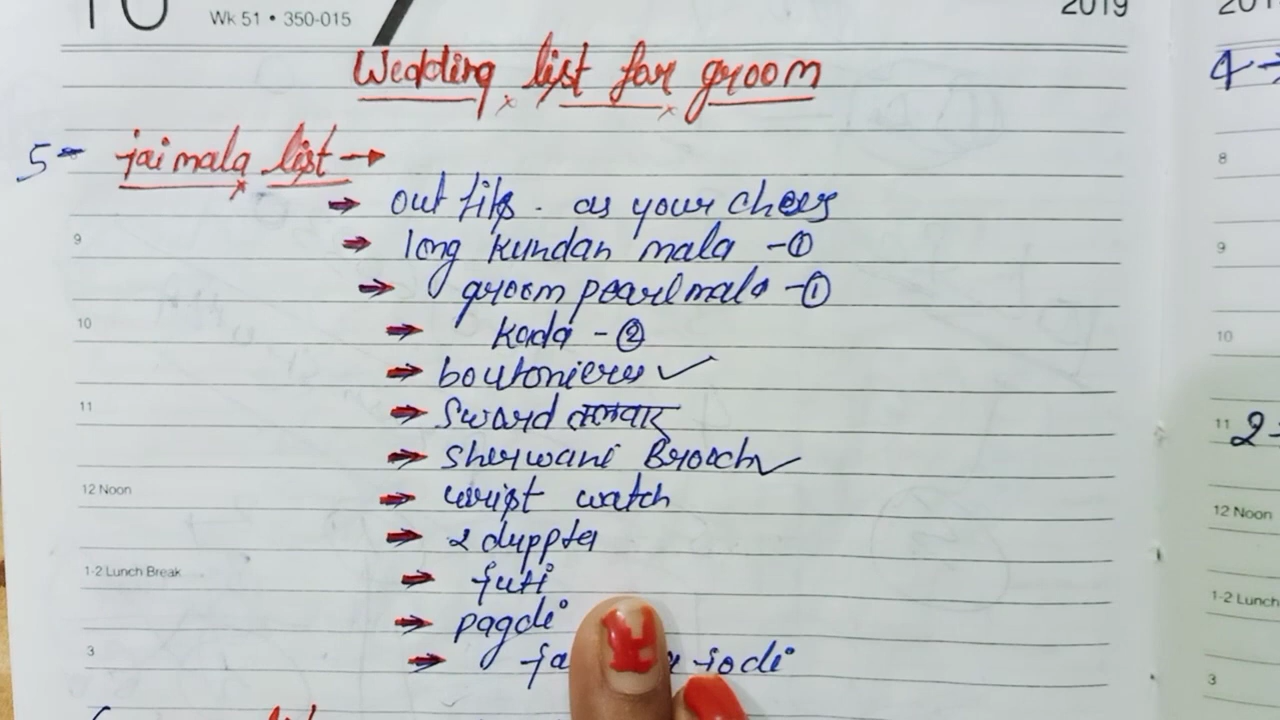 Wk 51 • 350-015
2019
Wedding list for groom
5- jaimala list →
→ out fits. as your choes
→ long kundan mala -①
→ groom pearl mala -①
→ Kada -②
→ boutonieres ✓
→ Sword तलवार
→ Sherwani Brooch ✓
→ wrist watch
→ 2 duppta
→ juti
→ pagdi
→ jodi
9
10
11
12 Noon
1-2 Lunch Break
3
4 →
8
9
10
11 2-
12 Noon
1-2 Lunch
3